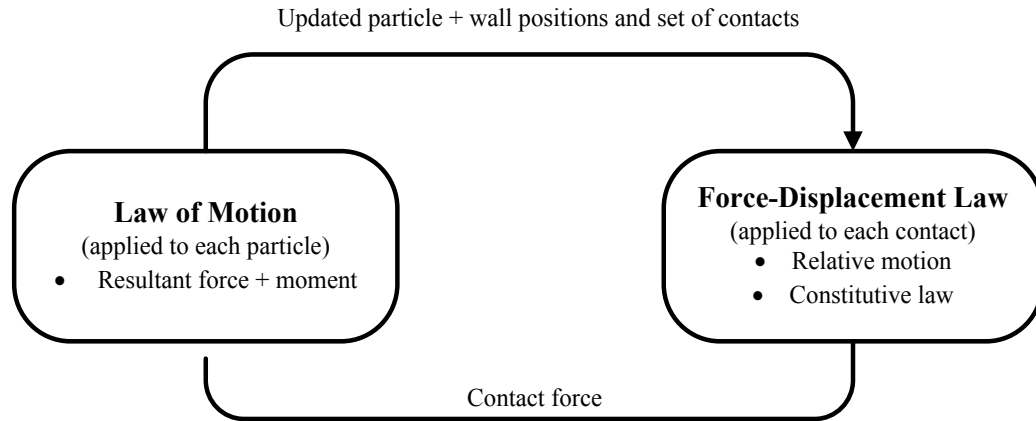 Updated particle + wall positions and set of contacts
Law of Motion
(applied to each particle)
• Resultant force + moment
Force-Displacement Law
(applied to each contact)
• Relative motion
• Constitutive law
Contact force